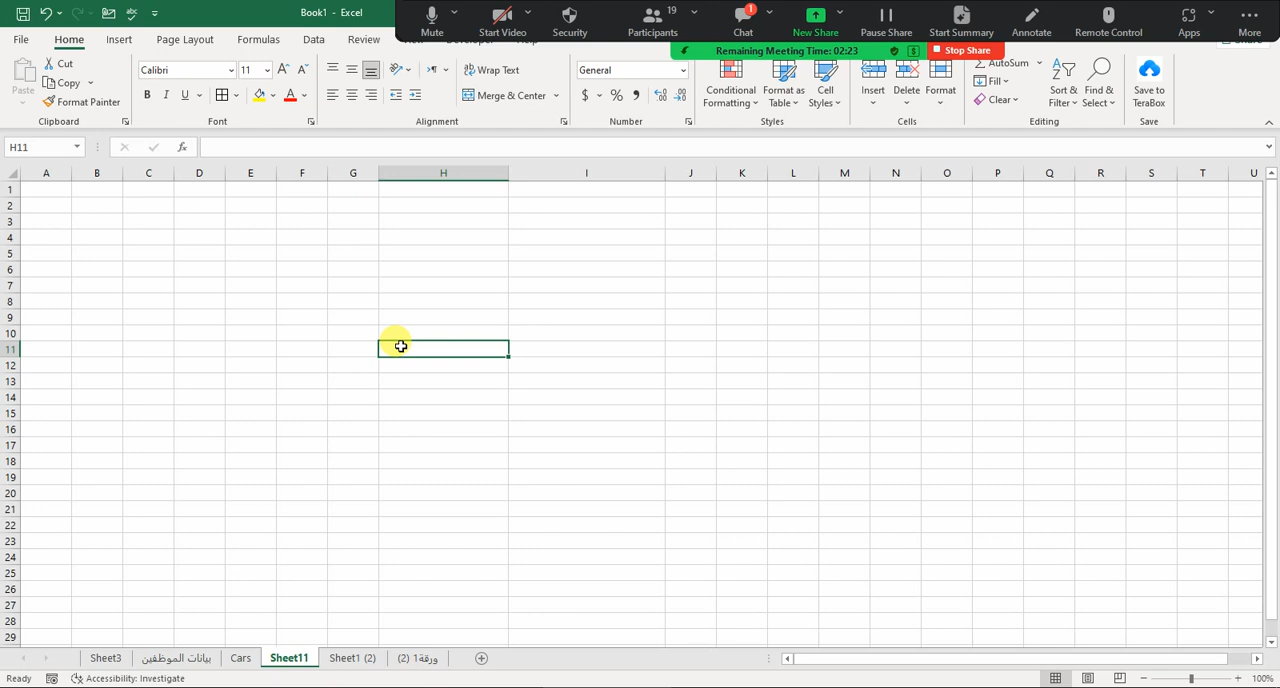 Book1 - Excel
Mute
Start Video
Security
Participants
19
Chat
1
New Share
Pause Share
Start Summary
Annotate
Remote Control
Apps
More
Remaining Meeting Time: 02:23
Stop Share
File
Home
Insert
Page Layout
Formulas
Data
Review
Paste
Cut
Copy
Format Painter
Clipboard
Calibri
11
B I U
Font
Wrap Text
Merge & Center
Alignment
General
$ % ,
Number
Conditional
Formatting
Format as
Table
Cell
Styles
Styles
Insert
Delete
Format
Cells
AutoSum
Fill
Clear
Sort &
Filter
Find &
Select
Editing
Save to
TeraBox
Save
H11
fx
A B C D E F G H I J K L M N O P Q R S T U
1
2
3
4
5
6
7
8
9
10
11
12
13
14
15
16
17
18
19
20
21
22
23
24
25
26
27
28
29
Sheet3
بيانات الموظفين
Cars
Sheet11
Sheet1 (2)
ورقة1 (2)
Ready
Accessibility: Investigate
100%